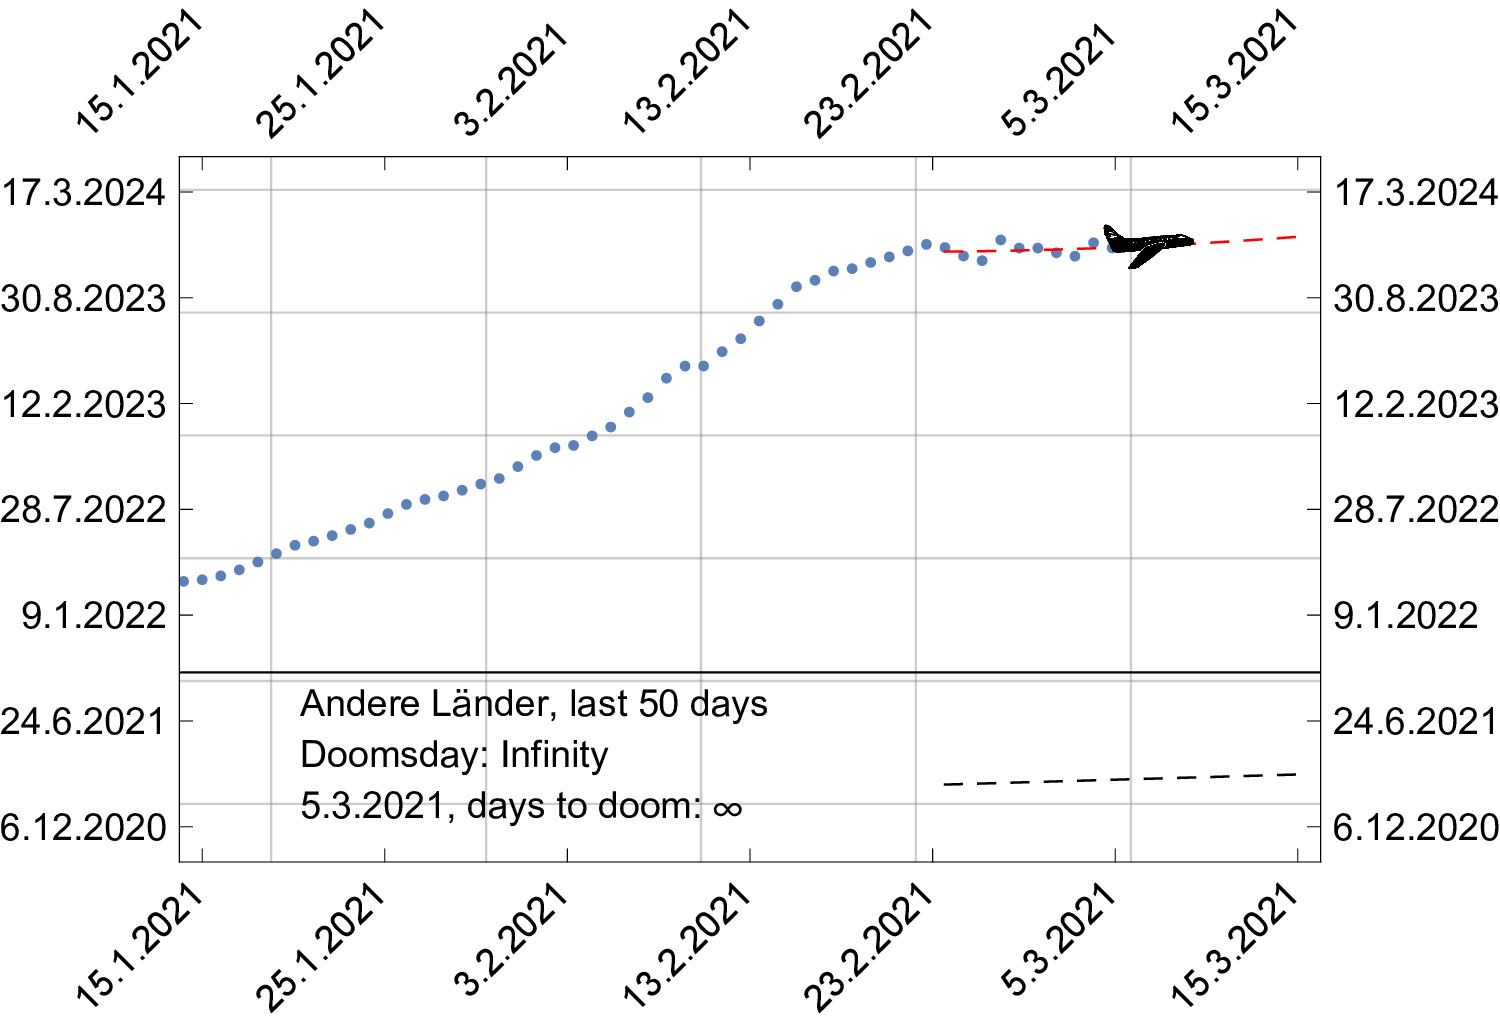 15.1.2021 25.1.2021 3.2.2021 13.2.2021 23.2.2021 5.3.2021 15.3.2021
17.3.2024 17.3.2024
30.8.2023 30.8.2023
12.2.2023 12.2.2023
28.7.2022 28.7.2022
9.1.2022 9.1.2022
Andere Länder, last 50 days
24.6.2021 24.6.2021
Doomsday: Infinity
5.3.2021, days to doom: ∞
6.12.2020 6.12.2020
15.1.2021 25.1.2021 3.2.2021 13.2.2021 23.2.2021 5.3.2021 15.3.2021